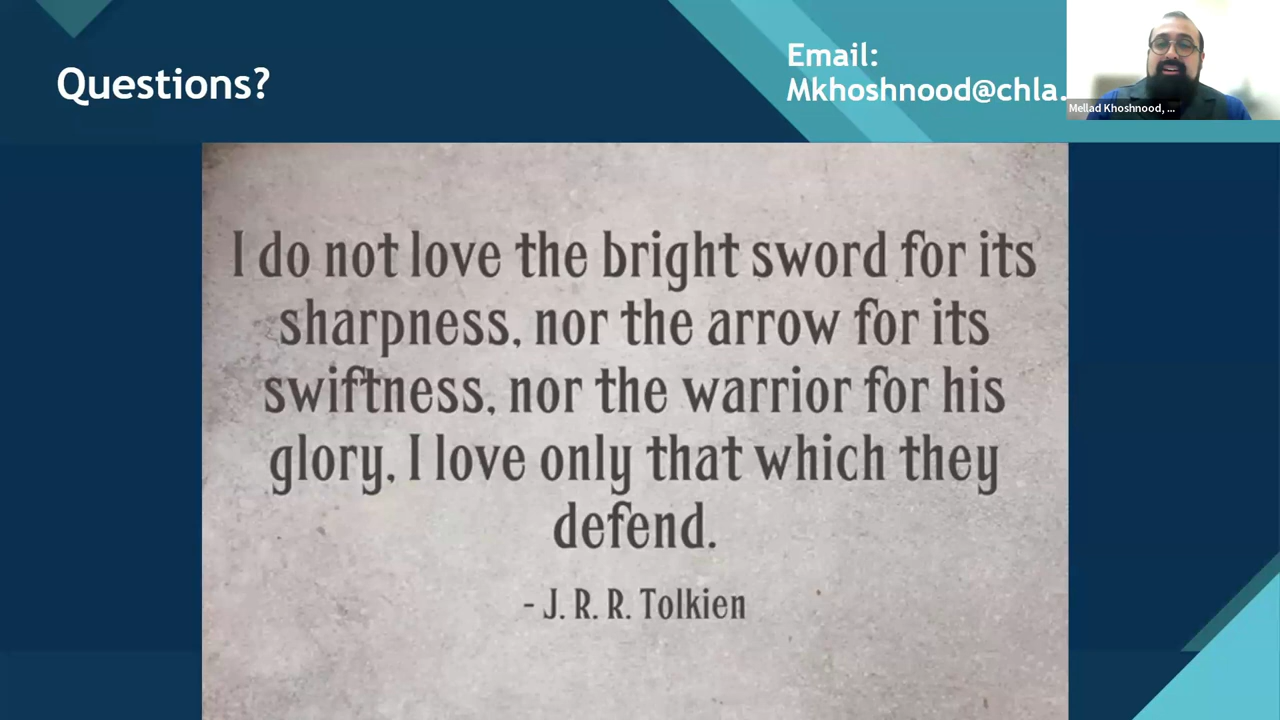 Questions?
Email:
Mkhoshnood@chla.
Mellad Khoshnood, ...
I do not love the bright sword for its
sharpness, nor the arrow for its
swiftness, nor the warrior for his
glory, I love only that which they
defend.
- J. R. R. Tolkien